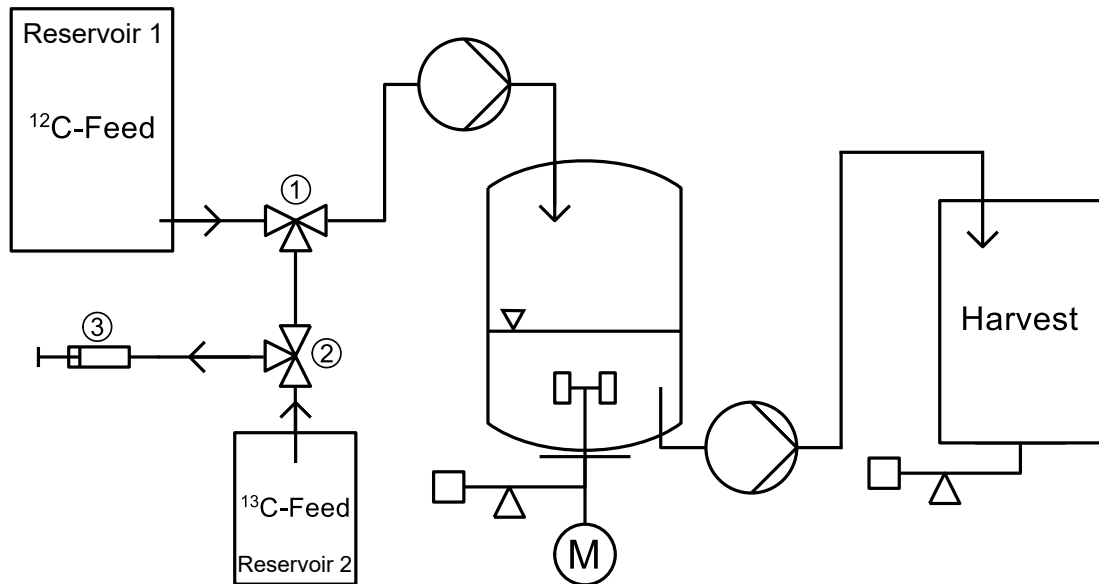 Reservoir 1
¹²C-Feed
①
②
③
¹³C-Feed
Reservoir 2
M
Harvest